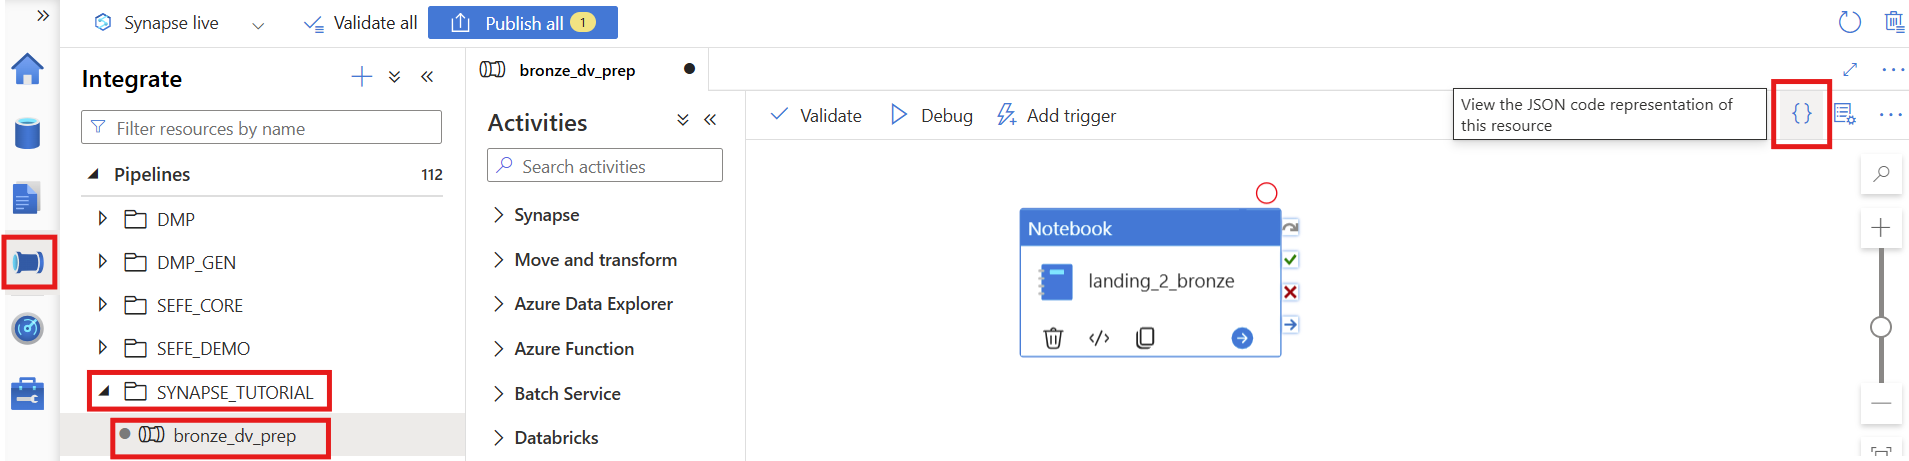 Synapse live
Validate all
Publish all 1
Integrate
Filter resources by name
Pipelines 112
DMP
DMP_GEN
SEFE_CORE
SEFE_DEMO
SYNAPSE_TUTORIAL
bronze_dv_prep
bronze_dv_prep
Activities
Search activities
Synapse
Move and transform
Azure Data Explorer
Azure Function
Batch Service
Databricks
Validate
Debug
Add trigger
View the JSON code representation of
this resource
{}
Notebook
landing_2_bronze